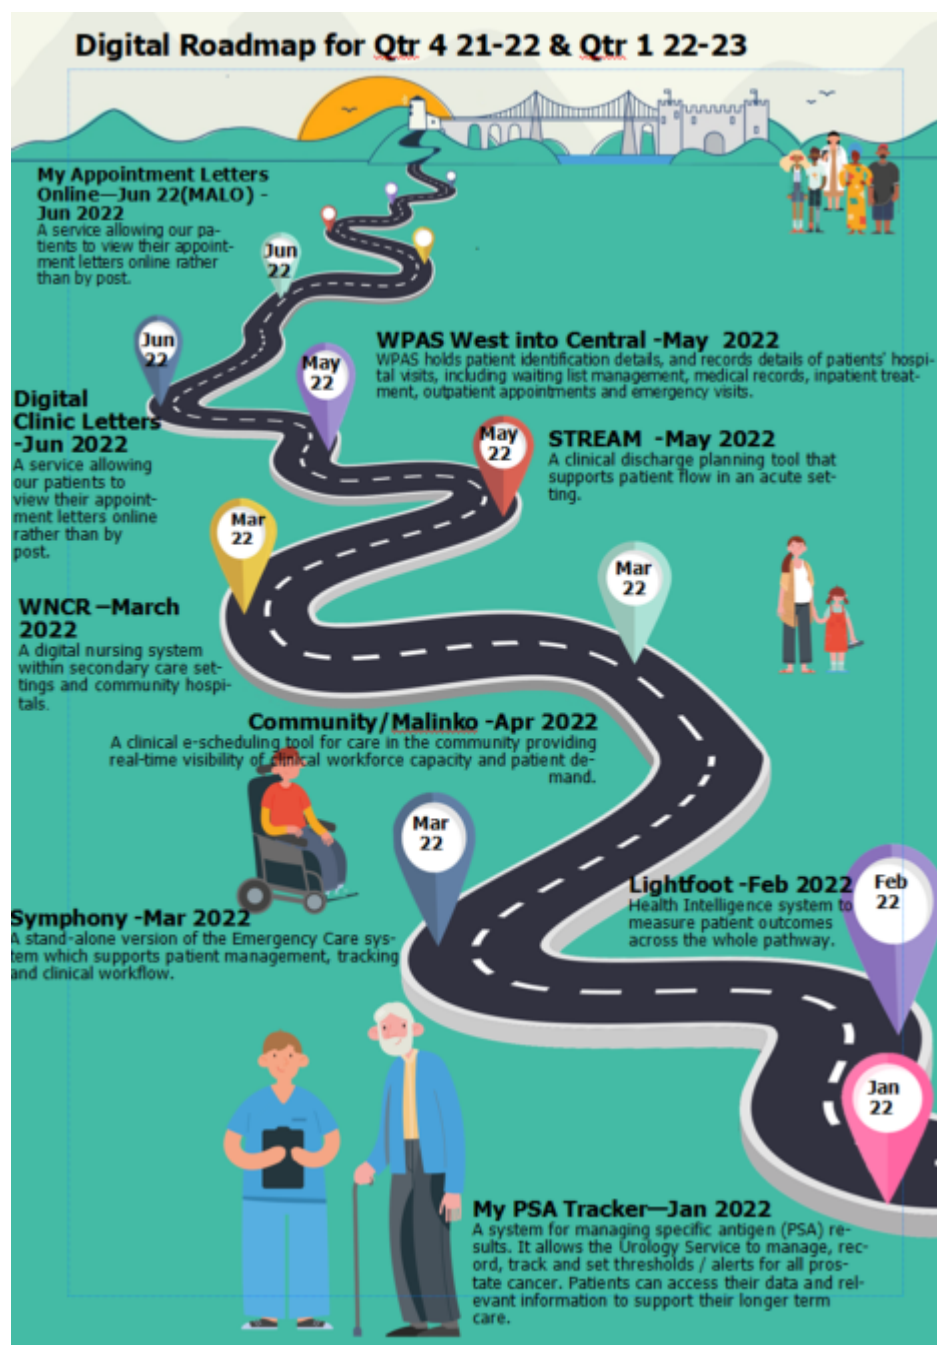 Digital Roadmap for Qtr 4 21-22 & Qtr 1 22-23
My Appointment Letters
Online—Jun 22(MALO) -
Jun 2022
A service allowing our pa-
tients to view their appoint-
ment letters online rather
than by post.
Jun
22
Jun
22
May
22
WPAS West into Central -May  2022
WPAS holds patient identification details, and records details of patients' hospi-
tal visits, including waiting list management, medical records, inpatient treat-
ment, outpatient appointments and emergency visits.
Digital
Clinic Letters
-Jun 2022
A service allowing
our patients to
view their appoint-
ment letters online
rather than by
post.
May
22
STREAM  -May 2022
A clinical discharge planning tool that
supports patient flow in an acute set-
ting.
Mar
22
Mar
22
WNCR —March
2022
A digital nursing system
within secondary care set-
tings and community hospi-
tals.
Community/Malinko -Apr 2022
A clinical e-scheduling tool for care in the community providing
real-time visibility of clinical workforce capacity and patient de-
mand.
Mar
22
Lightfoot -Feb 2022
Health Intelligence system to
measure patient outcomes
across the whole pathway.
Feb
22
Symphony -Mar 2022
A stand-alone version of the Emergency Care sys-
tem which supports patient management, tracking
and clinical workflow.
Jan
22
My PSA Tracker—Jan 2022
A system for managing specific antigen (PSA) re-
sults. It allows the Urology Service to manage, rec-
ord, track and set thresholds / alerts for all pros-
tate cancer. Patients can access their data and rel-
evant information to support their longer term
care.